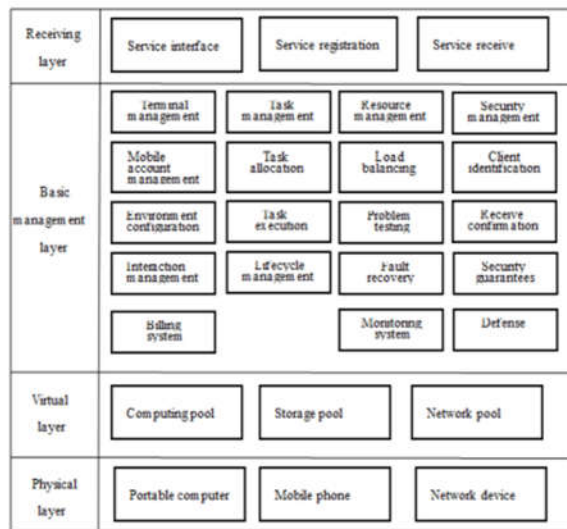 Receiving
layer
Service interface
Service registration
Service receive
Basic
management
layer
Terminal
management
Task
management
Resource
management
Security
management
Mobile
account
management
Task
allocation
Load
balancing
Client
identification
Environment
configuration
Task
execution
Problem
testing
Receive
confirmation
Interaction
management
Lifecycle
management
Fault
recovery
Security
guarantees
Billing
system
Monitoring
system
Defense
Virtual
layer
Computing pool
Storage pool
Network pool
Physical
layer
Portable computer
Mobile phone
Network device